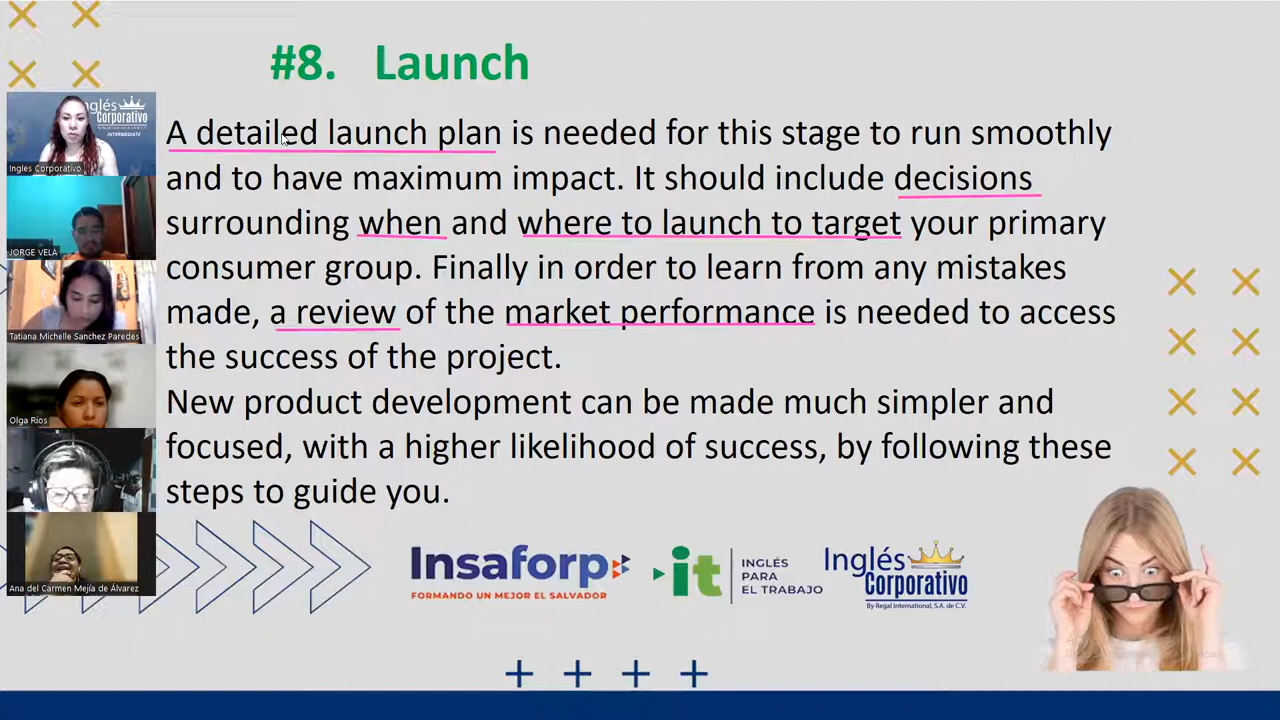 #8. Launch
A detailed launch plan is needed for this stage to run smoothly
and to have maximum impact. It should include decisions
surrounding when and where to launch to target your primary
consumer group. Finally in order to learn from any mistakes
made, a review of the market performance is needed to access
the success of the project.
New product development can be made much simpler and
focused, with a higher likelihood of success, by following these
steps to guide you.
glés
Corporativo
INTERMEDIATE
Ingles Corporativo
JORGE VELA
Tatiana Michelle Sanchez Paredes
Olga Rios
Ana del Carmen Mejía de Álvarez
Insaforp
FORMANDO UN MEJOR EL SALVADOR
it
INGLÉS
PARA
EL TRABAJO
Inglés
Corporativo
By Regal International, S.A. de C.V.